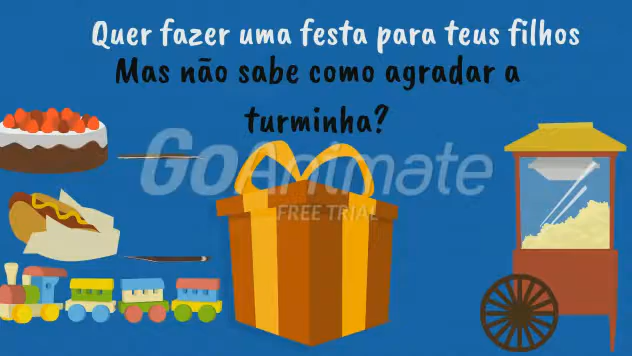 Quer fazer uma festa para teus filhos
Mas não sabe como agradar a
turminha?
GoAnimate
FREE TRIAL